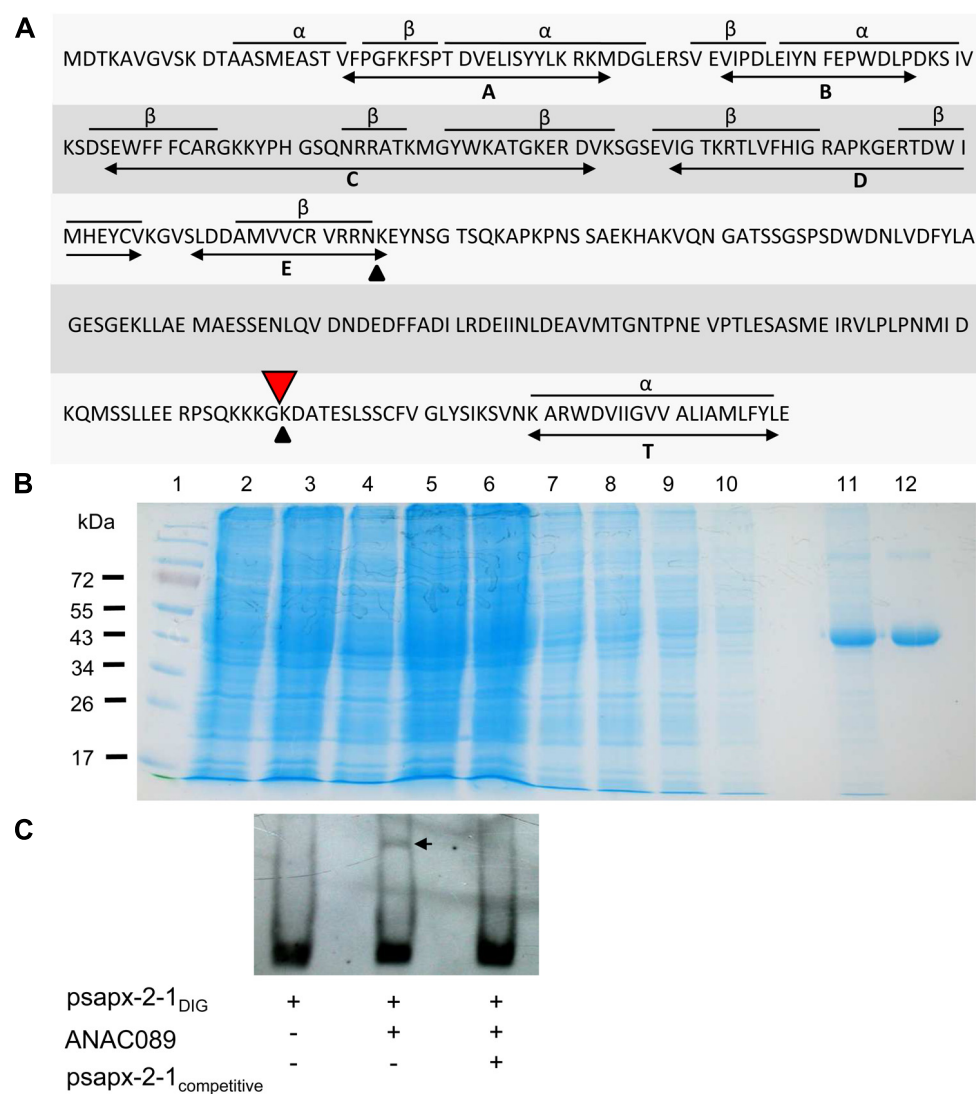 A
α β α β α
MDTKAVGVSK DTAASMEAST VFPGFKFSPT DVELISYYLK RKMDGLERSV EVIPDLEIYN FEPWDLPDKS IV
A B
β β β β β
KSDSEWFF FCARGKKYPH GSQNRRATKMGYWKATGKER DVKSGSEVIG TKRTLVFHIG RAPKGERTDW I
C D
β
MHEYCVKGVSLDDAMVVCR VRRNKEYNSG TSQKAPKPNS SAEKHAKVQN GATSSGSPSDWDNLVDFYLA
E
GESGEKLLAE MAESSENLQV DNDEDFFADI LRDEIINLDEAVMTGNTPNE VPTLESASME IRVLPLPNMI D
α
KQMSSLLEE RPSQKKKGKDATESLSSCFV GLYSIKSVNK ARWDVIIGVV ALIAMLFYLE
T
B
1 2 3 4 5 6 7 8 9 10 11 12
kDa
72
55
43
34
26
17
C
psapx-2-1DIG + + +
ANAC089 - + +
psapx-2-1competitive - - +